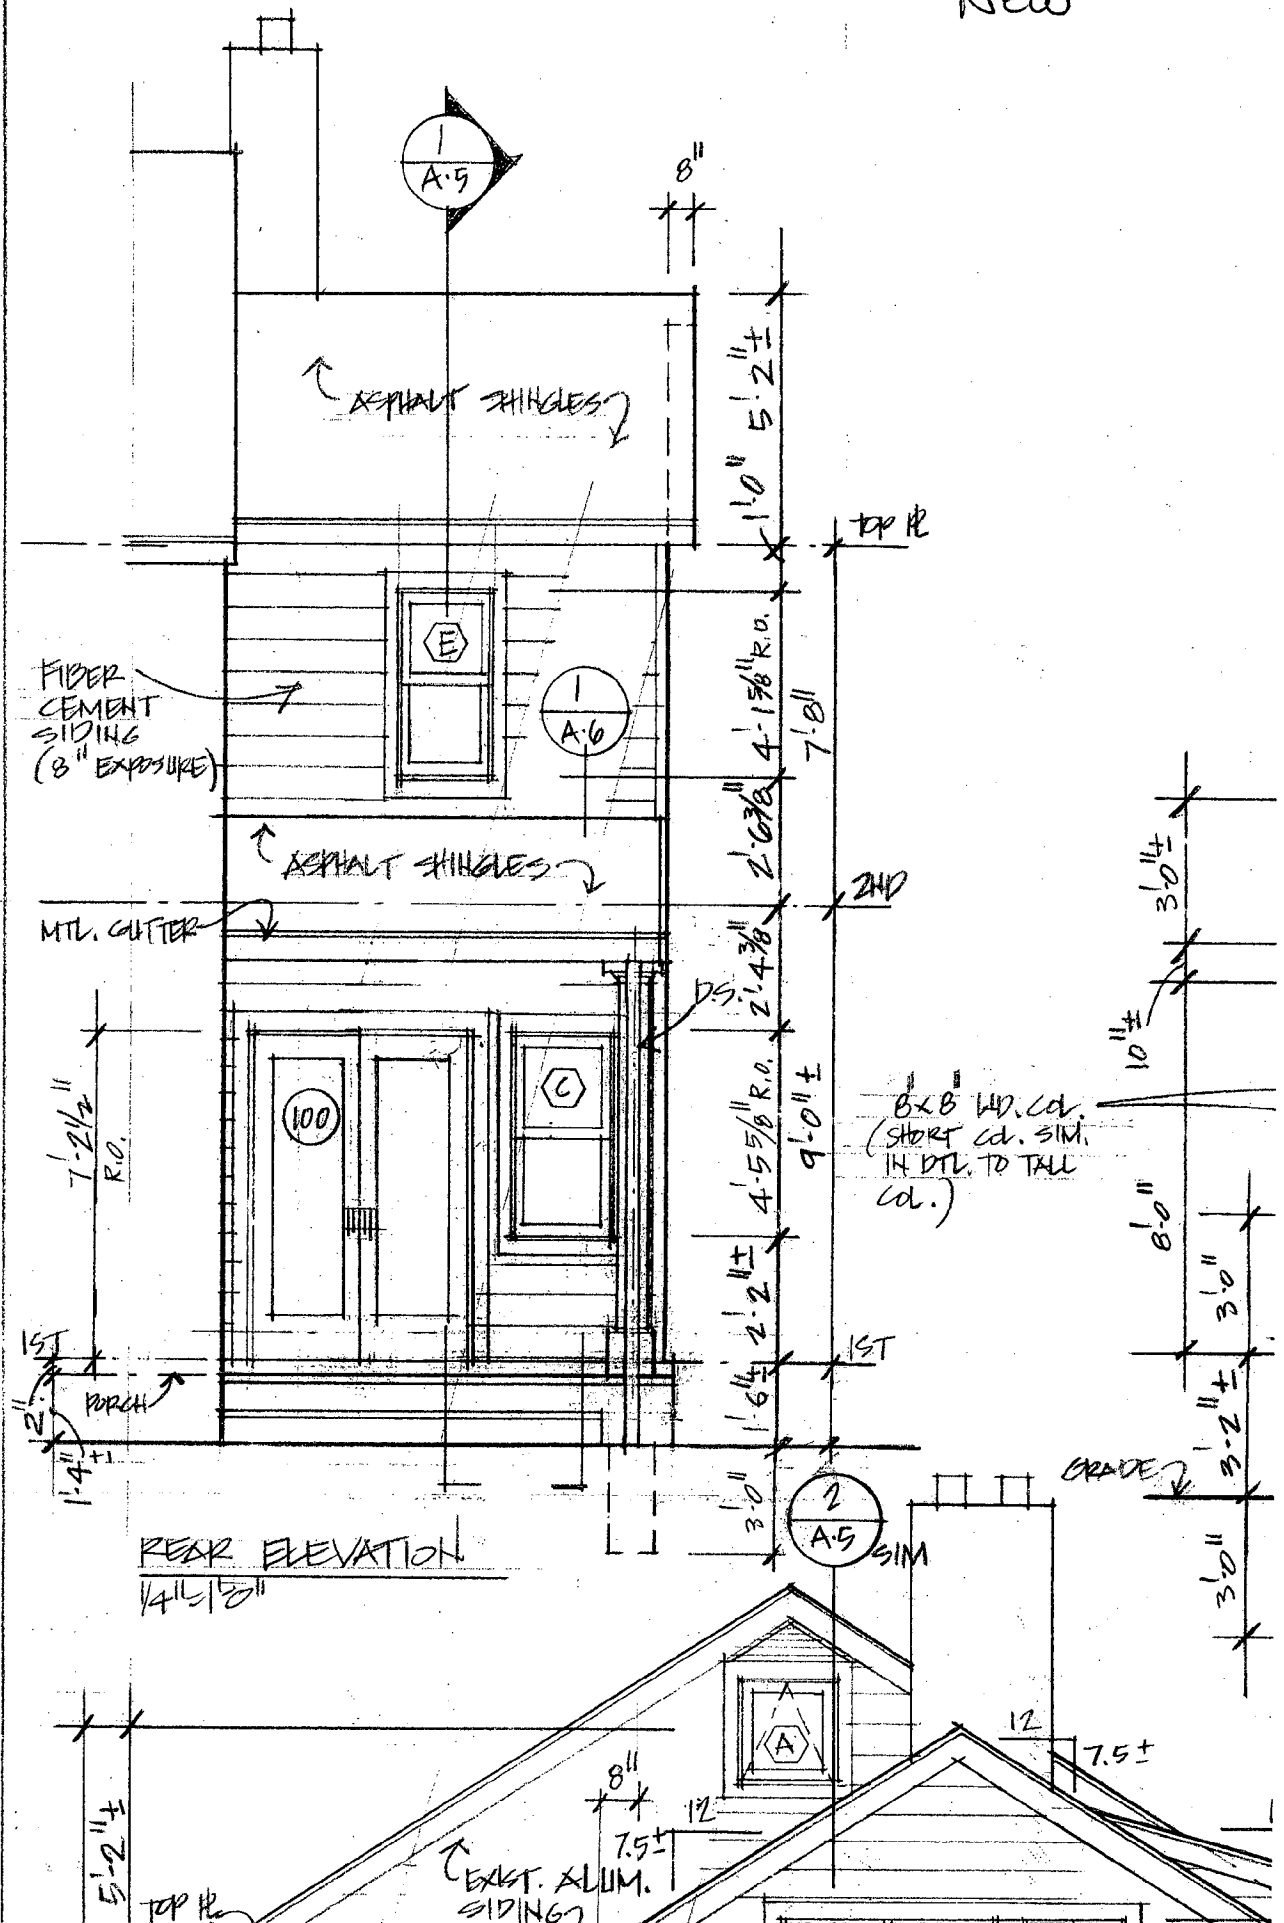 New
1
A.5
8"
ASPHALT SHINGLES
5'-2"±
1'-0"
TOP PL
E
FIBER
CEMENT
SIDING
(8" EXPOSURE)
1
A.6
4'-1 5/8" R.O.
7'-8"
2'-6 3/8"
ASPHALT SHINGLES
2ND
MTL. GUTTER
2'-4 3/8"
D.S.
3'-0"±
10"±
7'-2 1/2"
R.O.
100
C
4'-5 5/8" R.O.
9'-0"±
8"x8" WD. COL.
(SHORT COL. SIM.
IN DTL. TO TALL
COL.)
8'-0"
3'-0"
2'-2"±
1ST
1ST
PORCH
2"
1'-4"±
1'-6"±
3'-2"±
GRADE
3'-0"
2
A.5
SIM
3'-0"
REAR ELEVATION
1/4"=1'-0"
A
12
7.5±
8"
12
7.5±
5'-2"±
EXIST. ALUM.
SIDING
TOP PL